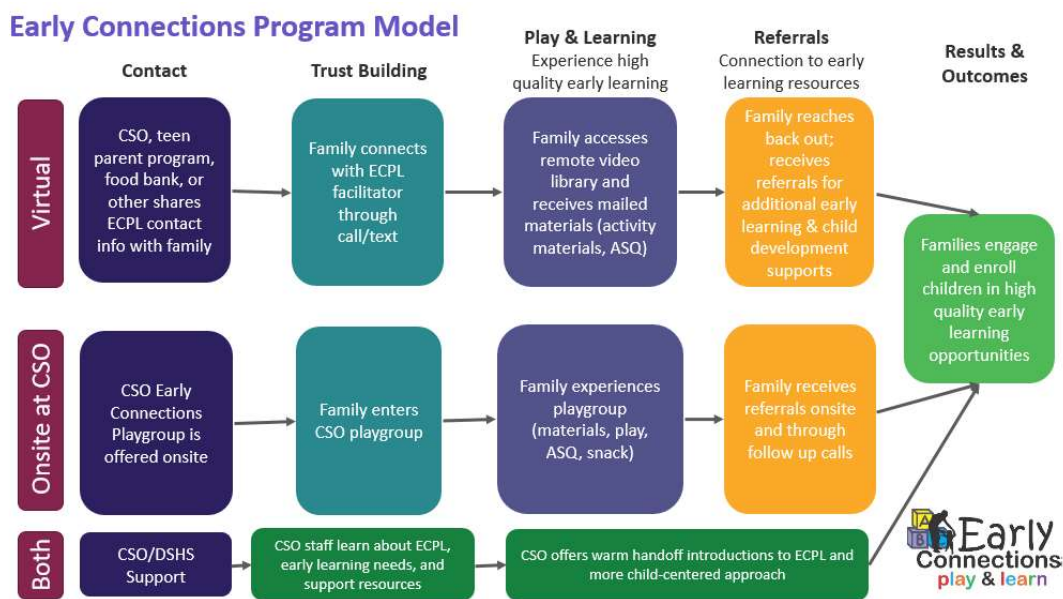 Early Connections Program Model
Contact
Trust Building
Play & Learning
Experience high
quality early learning
Referrals
Connection to early
learning resources
Results &
Outcomes
Virtual
CSO, teen
parent program,
food bank, or
other shares
ECPL contact
info with family
Family connects
with ECPL
facilitator
through
call/text
Family accesses
remote video
library and
receives mailed
materials (activity
materials, ASQ)
Family reaches
back out;
receives
referrals for
additional early
learning & child
development
supports
Families engage
and enroll
children in high
quality early
learning
opportunities
Onsite at CSO
CSO Early
Connections
Playgroup is
offered onsite
Family enters
CSO playgroup
Family experiences
playgroup
(materials, play,
ASQ, snack)
Family receives
referrals onsite
and through
follow up calls
Both
CSO/DSHS
Support
CSO staff learn about ECPL,
early learning needs, and
support resources
CSO offers warm handoff introductions to ECPL and
more child-centered approach
A
B
C
Early
Connections
play & learn